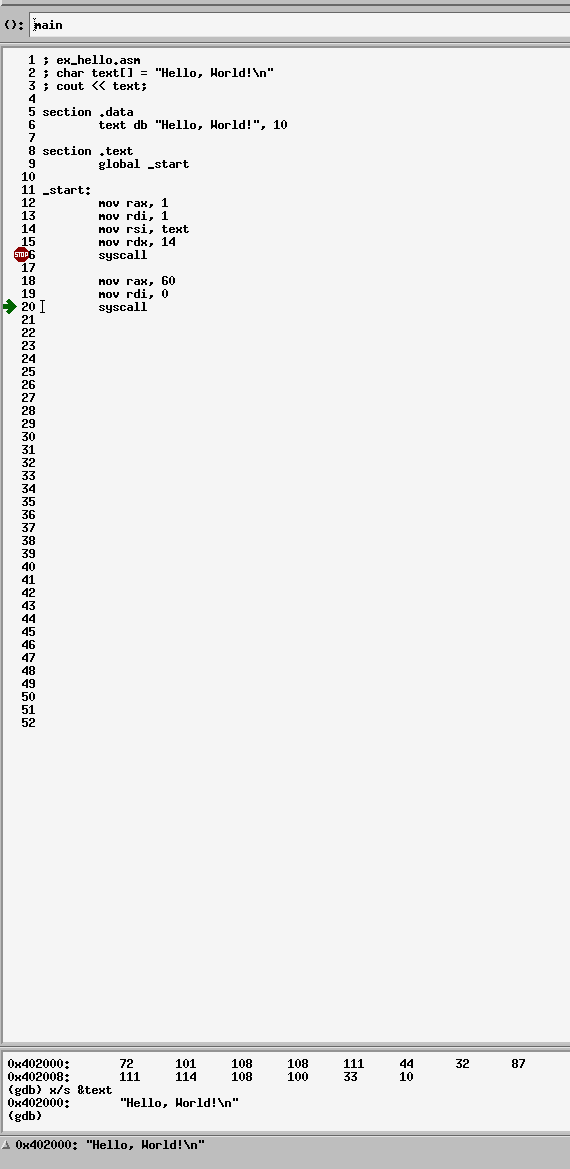 (): main
1 ; ex_hello.asm
2 ; char text[] = "Hello, World!\n"
3 ; cout << text;
4
5 section .data
6 text db "Hello, World!", 10
7
8 section .text
9 global _start
10
11 _start:
12 mov rax, 1
13 mov rdi, 1
14 mov rsi, text
15 mov rdx, 14
STOP 6 syscall
17
18 mov rax, 60
19 mov rdi, 0
20 syscall
21
22
23
24
25
26
27
28
29
30
31
32
33
34
35
36
37
38
39
40
41
42
43
44
45
46
47
48
49
50
51
52
0x402000: 72 101 108 108 111 44 32 87
0x402008: 111 114 108 100 33 10
(gdb) x/s &text
0x402000: "Hello, World!\n"
(gdb)
0x402000: "Hello, World!\n"